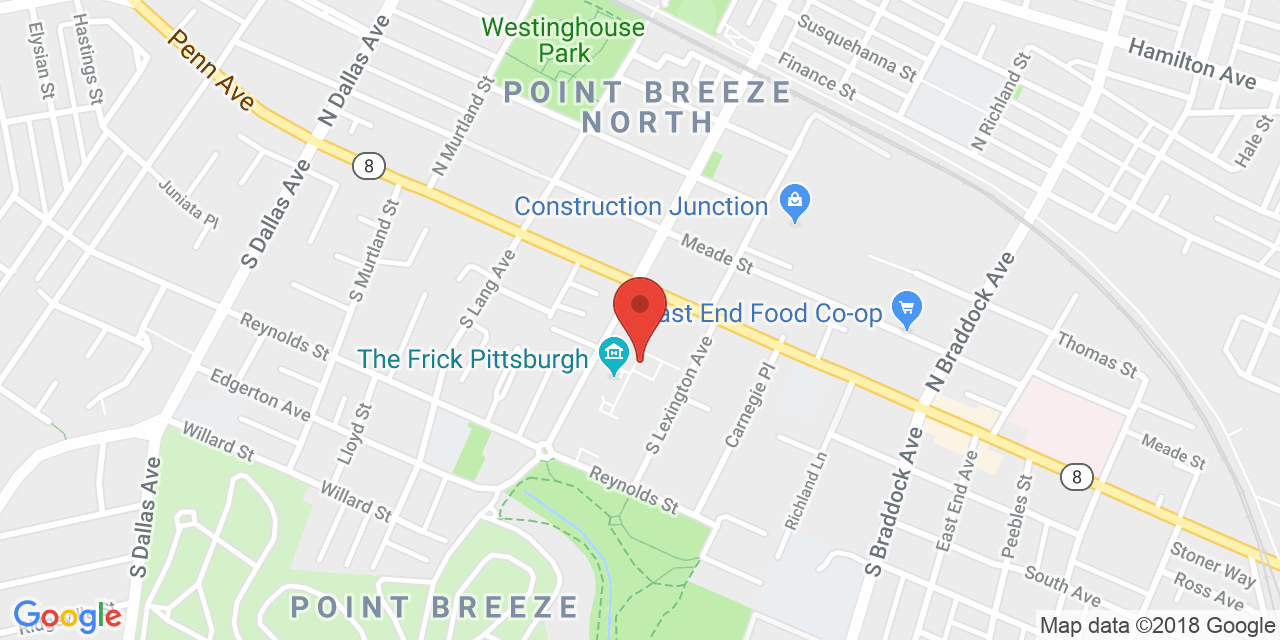 Westinghouse
Park
Susquehanna St
Hamilton Ave
Elysian St
Hastings St
Penn Ave
N Dallas Ave
Finance St
POINT BREEZE
NORTH
N Richland St
N Murtland St
Hale St
8
Juniata Pl
S Dallas Ave
Construction Junction
S Murtland St
Meade St
S Lang Ave
East End Food Co-op
N Braddock Ave
Reynolds St
Thomas St
The Frick Pittsburgh
S Lexington Ave
Carnegie Pl
Edgerton Ave
Lloyd St
Willard St
Meade St
8
Reynolds St
Richland Ln
S Braddock Ave
East End Ave
Peebles St
Willard St
S Dallas Ave
Stoner Way
South Ave
Ross Ave
POINT BREEZE
Google
Map data ©2018 Google